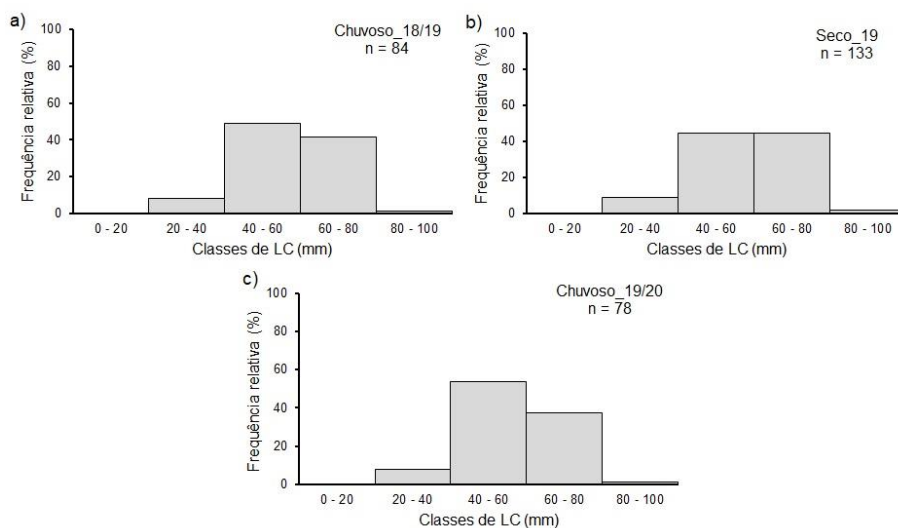 a)
Chuvoso_18/19
n = 84
Frequência relativa (%)
100
80
60
40
20
0
0 - 20 20 - 40 40 - 60 60 - 80 80 - 100
Classes de LC (mm)
b)
Seco_19
n = 133
Frequência relativa (%)
100
80
60
40
20
0
0 - 20 20 - 40 40 - 60 60 - 80 80 - 100
Classes de LC (mm)
c)
Chuvoso_19/20
n = 78
Frequência relativa (%)
100
80
60
40
20
0
0 - 20 20 - 40 40 - 60 60 - 80 80 - 100
Classes de LC (mm)